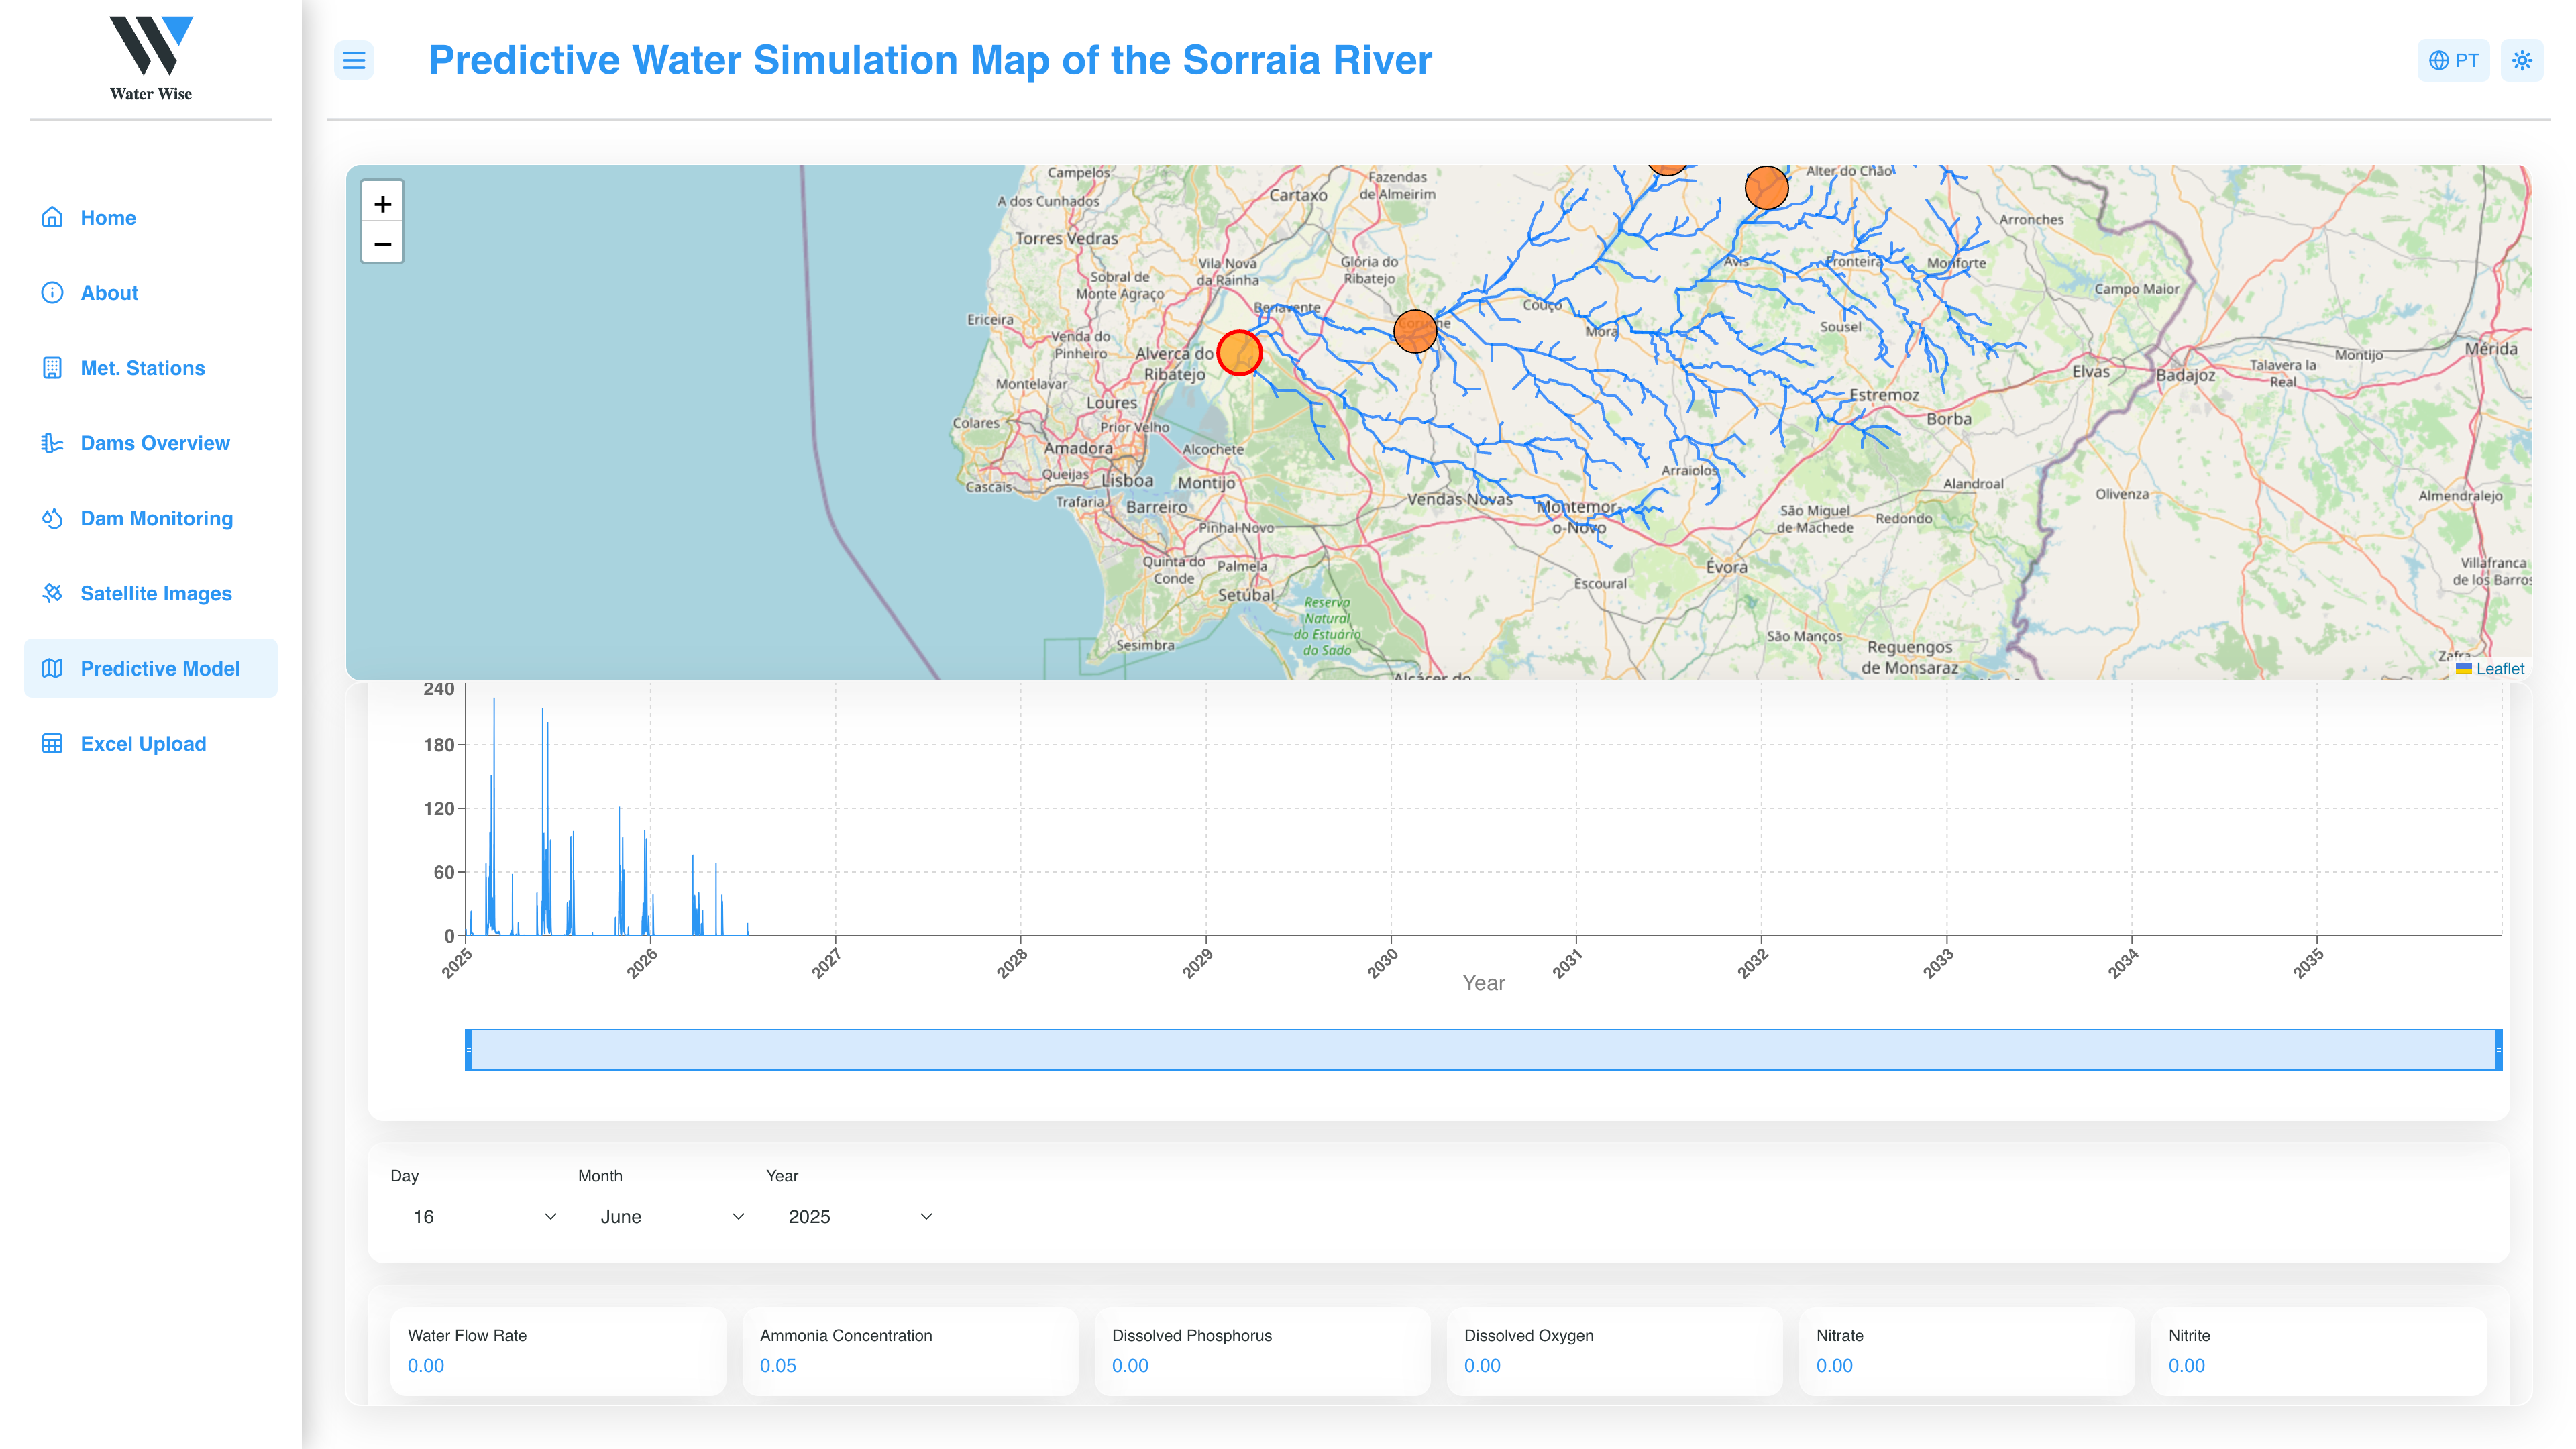 Water Wise
Predictive Water Simulation Map of the Sorraia River
PT
Home
About
Met. Stations
Dams Overview
Dam Monitoring
Satellite Images
Predictive Model
Excel Upload
+
−
Campelos
A dos Cunhados
Torres Vedras
Sobral de
Monte Agraço
Ericeira
Venda do
Pinheiro
Montelavar
Colares
Loures
Prior Velho
Amadora
Queijas
Cascais
Lisboa
Trafaria
Barreiro
Montijo
Alcochete
Pinhal Novo
Quinta do
Conde
Palmela
Setúbal
Sesimbra
Reserva
Natural
do Estuário
do Sado
Alcácer do
Alverca do
Ribatejo
Vila Nova
da Rainha
Cartaxo
Fazendas
de Almeirim
Glória do
Ribatejo
Benavente
Couço
Mora
Avis
Fronteira
Monforte
Alter do Chão
Arronches
Campo Maior
Sousel
Estremoz
Borba
Elvas
Badajoz
Talavera la
Real
Montijo
Mérida
Arraiolos
Vendas Novas
Montemor-
o-Novo
Évora
Escoural
São Miguel
de Machede
Redondo
Alandroal
Olivenza
Almendralejo
Villafranca
de los Barros
São Manços
Reguengos
de Monsaraz
Zafra
Leaflet
240
180
120
60
0
2025
2026
2027
2028
2029
2030
2031
2032
2033
2034
2035
Year
Day
Month
Year
16
June
2025
Water Flow Rate
0.00
Ammonia Concentration
0.05
Dissolved Phosphorus
0.00
Dissolved Oxygen
0.00
Nitrate
0.00
Nitrite
0.00